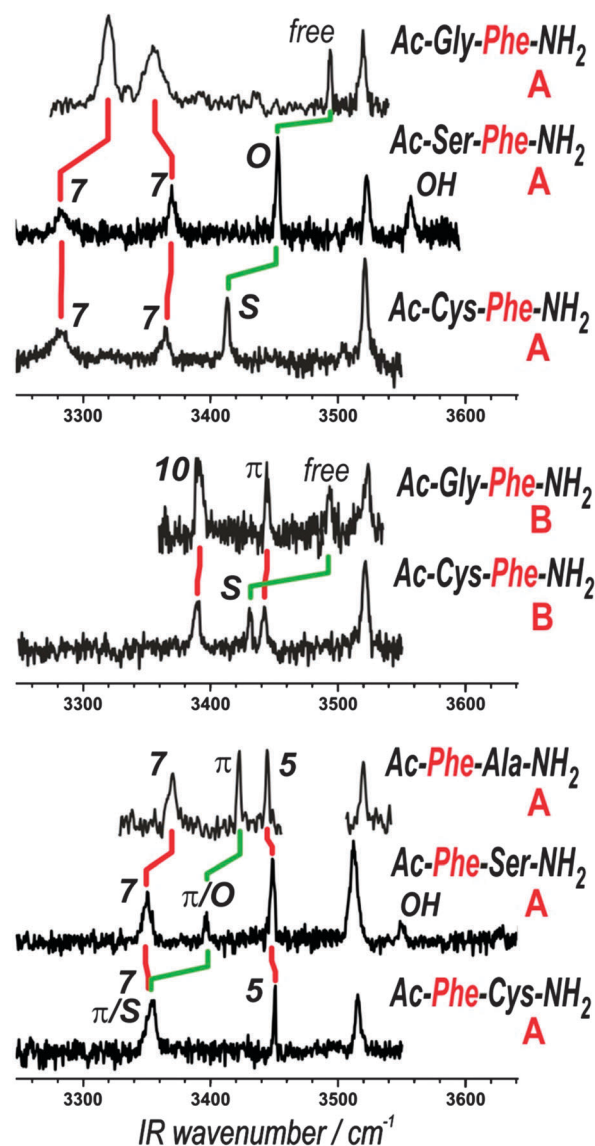 free Ac-Gly-Phe-NH2
A
O Ac-Ser-Phe-NH2
7 7 OH A
7 7 S Ac-Cys-Phe-NH2
A
3300 3400 3500 3600
10 π free Ac-Gly-Phe-NH2
B
S Ac-Cys-Phe-NH2
B
3300 3400 3500 3600
7 π 5 Ac-Phe-Ala-NH2
A
7 π/O Ac-Phe-Ser-NH2
OH A
7 5 Ac-Phe-Cys-NH2
π/S A
3300 3400 3500 3600
IR wavenumber / cm-1